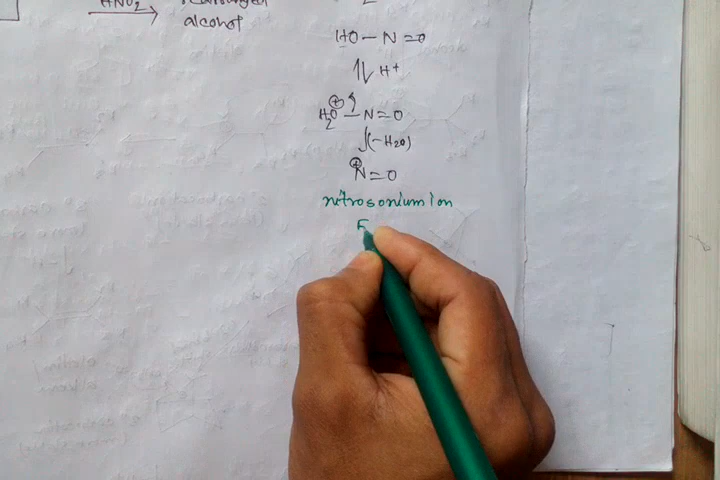 HNO2
alcohol
HO-N=O
H+
H2O-N=O
(-H2O)
N=O
nitrosonium ion
F